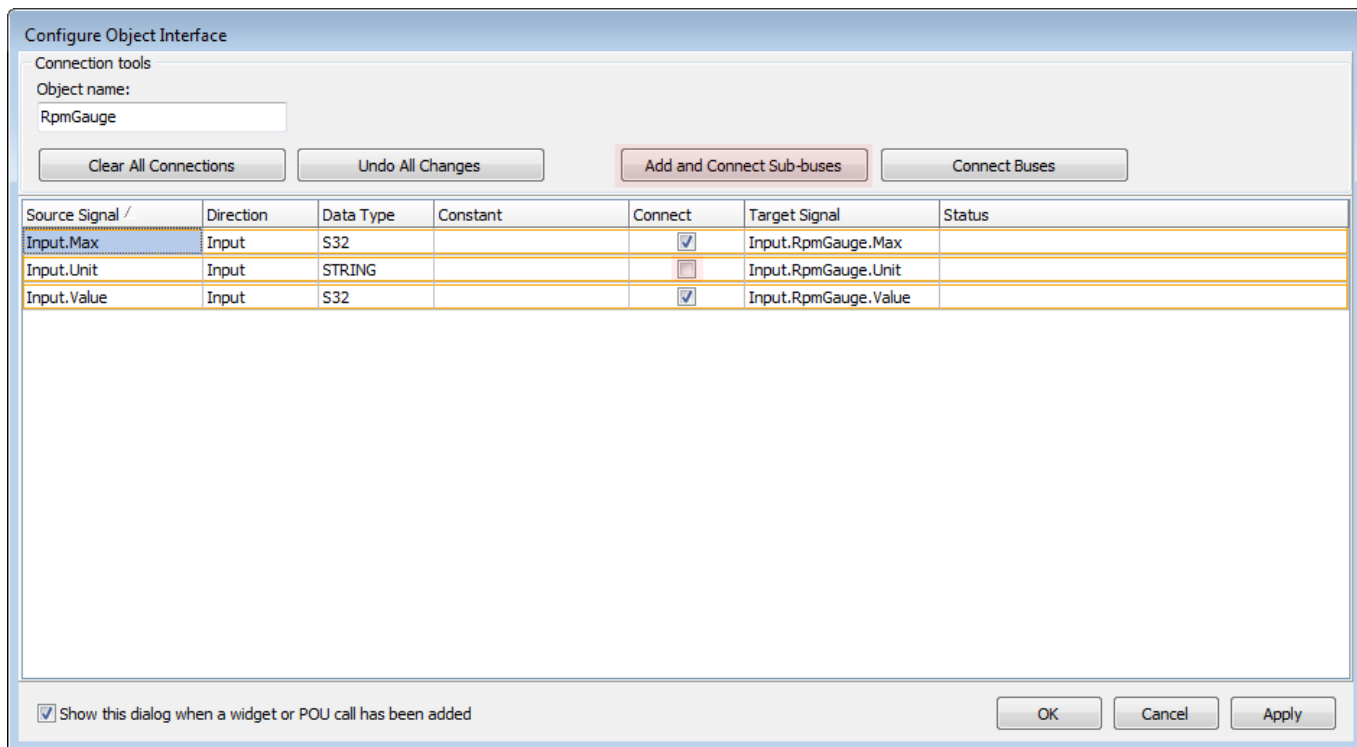 Configure Object Interface
Connection tools
Object name:
RpmGauge
Clear All Connections Undo All Changes Add and Connect Sub-buses Connect Buses
Source Signal / Direction Data Type Constant Connect Target Signal Status
Input.Max Input S32 Input.RpmGauge.Max
Input.Unit Input STRING Input.RpmGauge.Unit
Input.Value Input S32 Input.RpmGauge.Value
Show this dialog when a widget or POU call has been added OK Cancel Apply